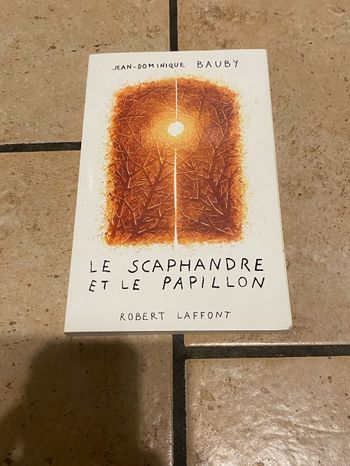 JEAN-DOMINIQUE BAUBY
LE SCAPHANDRE
ET LE PAPILLON
ROBERT LAFFONT